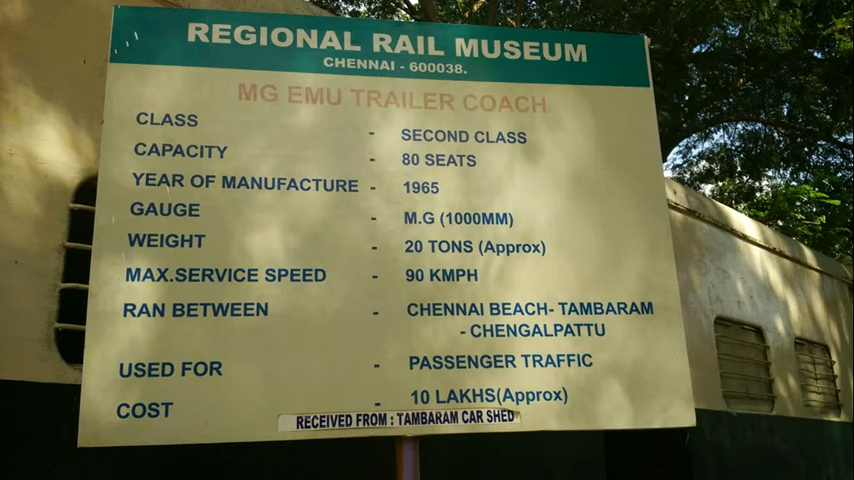 REGIONAL RAIL MUSEUM
CHENNAI - 600038.
MG EMU TRAILER COACH
CLASS - SECOND CLASS
CAPACITY - 80 SEATS
YEAR OF MANUFACTURE - 1965
GAUGE - M.G (1000MM)
WEIGHT - 20 TONS (Approx)
MAX.SERVICE SPEED - 90 KMPH
RAN BETWEEN - CHENNAI BEACH- TAMBARAM
- CHENGALPATTU
USED FOR - PASSENGER TRAFFIC
COST - 10 LAKHS(Approx)
RECEIVED FROM : TAMBARAM CAR SHED